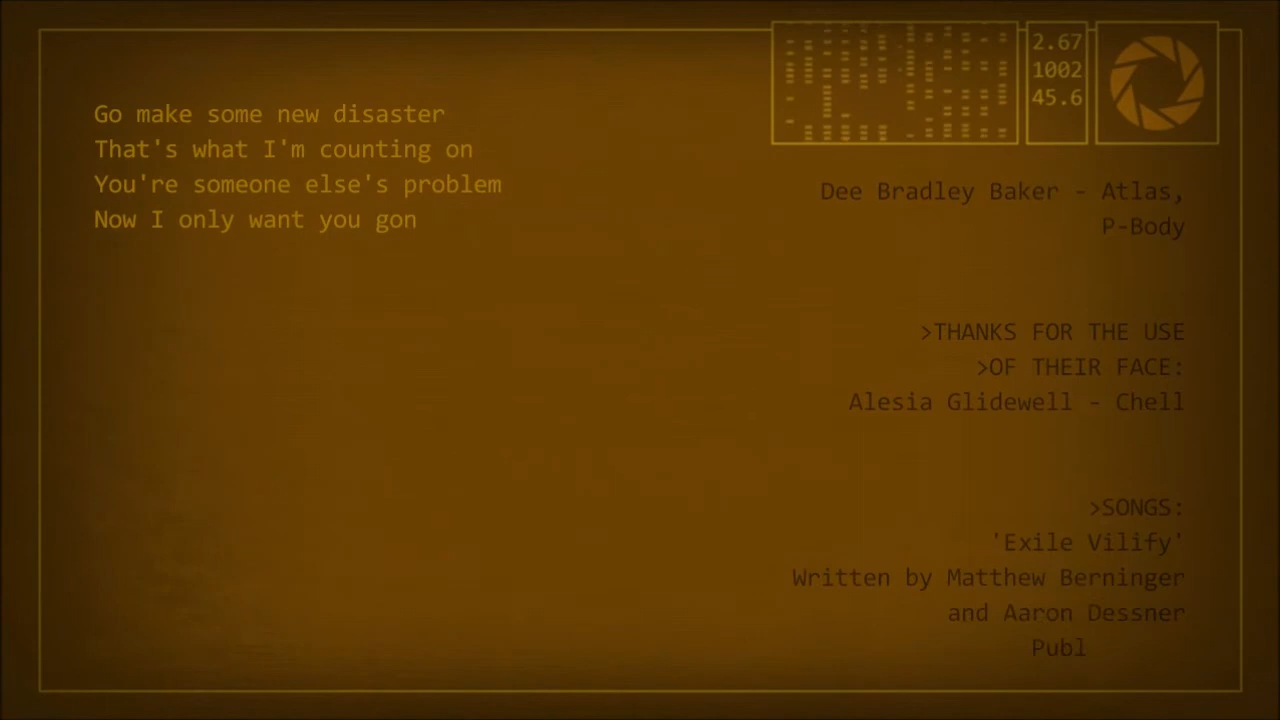 Go make some new disaster
That's what I'm counting on
You're someone else's problem
Now I only want you gon
2.67
1002
45.6
Dee Bradley Baker - Atlas,
P-Body
>THANKS FOR THE USE
>OF THEIR FACE:
Alesia Glidewell - Chell
>SONGS:
'Exile Vilify'
Written by Matthew Berninger
and Aaron Dessner
Publ